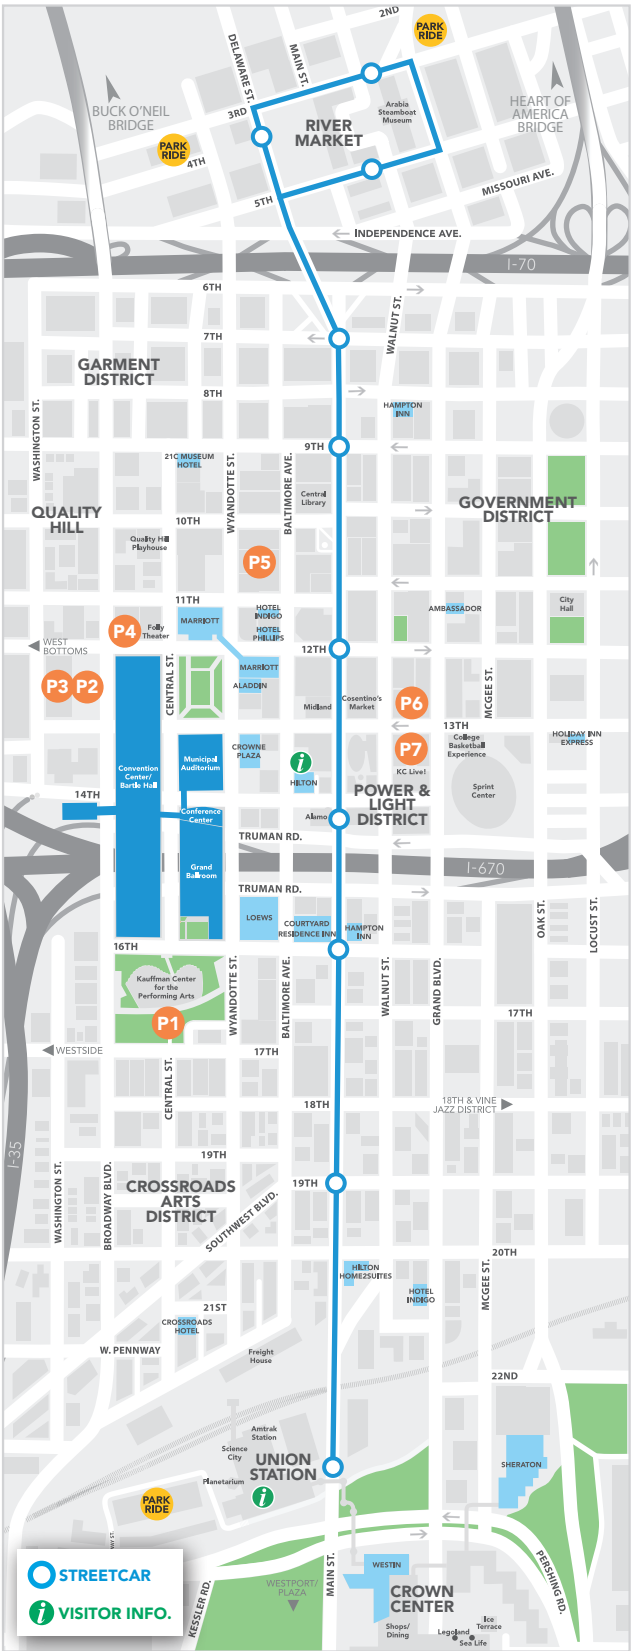 2ND
PARK
RIDE
DELAWARE ST.
MAIN ST.
BUCK O'NEIL
BRIDGE
3RD
Arabia
Steamboat
Museum
HEART OF
AMERICA
BRIDGE
RIVER
MARKET
PARK
RIDE
4TH
MISSOURI AVE.
5TH
INDEPENDENCE AVE.
I-70
6TH
WALNUT ST.
7TH
GARMENT
DISTRICT
8TH
WASHINGTON ST.
HAMPTON
INN
9TH
21C MUSEUM
HOTEL
WYANDOTTE ST.
BALTIMORE AVE.
Central
Library
QUALITY
HILL
GOVERNMENT
DISTRICT
10TH
Quality Hill
Playhouse
P5
11TH
HOTEL
INDIGO
AMBASSADOR
City
Hall
MARRIOTT
P4
Folly
Theater
HOTEL
PHILLIPS
WEST
BOTTOMS
12TH
MARRIOTT
CENTRAL ST.
P3
P2
ALADDIN
Midland
Cosentino's
Market
P6
MCGEE ST.
13TH
College
Basketball
Experience
HOLIDAY INN
EXPRESS
CROWNE
PLAZA
P7
KC Live!
Convention
Center/
Bartle Hall
Municipal
Auditorium
i
HILTON
Sprint
Center
POWER &
LIGHT
DISTRICT
14TH
Conference
Center
Alamo
TRUMAN RD.
I-670
Grand
Ballroom
TRUMAN RD.
LOEWS
COURTYARD
RESIDENCE INN
HAMPTON
INN
OAK ST.
LOCUST ST.
16TH
WYANDOTTE ST.
BALTIMORE AVE.
WALNUT ST.
GRAND BLVD.
Kauffman Center
for the
Performing Arts
P1
17TH
WESTSIDE
17TH
CENTRAL ST.
18TH
18TH & VINE
JAZZ DISTRICT
I-35
19TH
WASHINGTON ST.
BROADWAY BLVD.
CROSSROADS
ARTS
DISTRICT
19TH
SOUTHWEST BLVD.
20TH
MCGEE ST.
HILTON
HOME2SUITES
HOTEL
INDIGO
21ST
CROSSROADS
HOTEL
W. PENNWAY
Freight
House
22ND
Amtrak
Station
Science
City
UNION
STATION
Planetarium
i
SHERATON
PARK
RIDE
STREETCAR
i VISITOR INFO.
KESSLER RD.
WESTPORT/
PLAZA
MAIN ST.
WESTIN
CROWN
CENTER
PERSHING RD.
Shops/
Dining
Ice
Terrace
Legoland
Sea Life